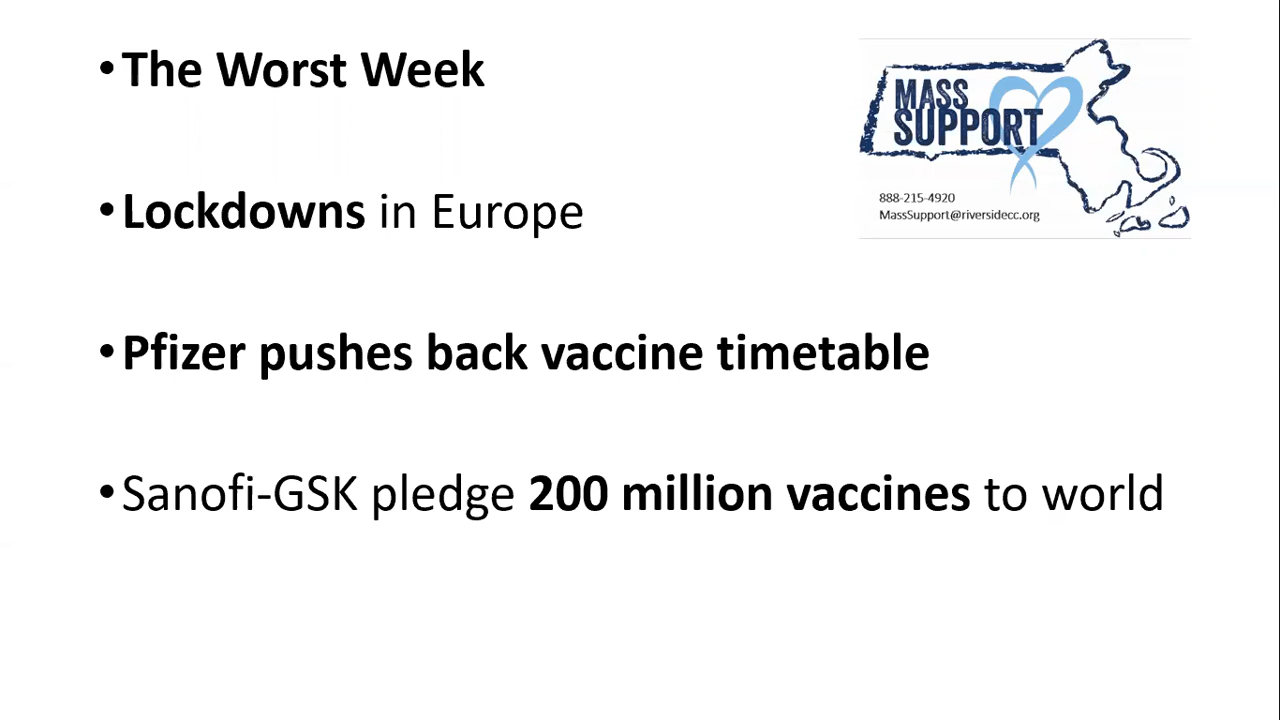 • The Worst Week
MASS
SUPPORT
888-215-4920
MassSupport@riversidecc.org
• Lockdowns in Europe
• Pfizer pushes back vaccine timetable
• Sanofi-GSK pledge 200 million vaccines to world